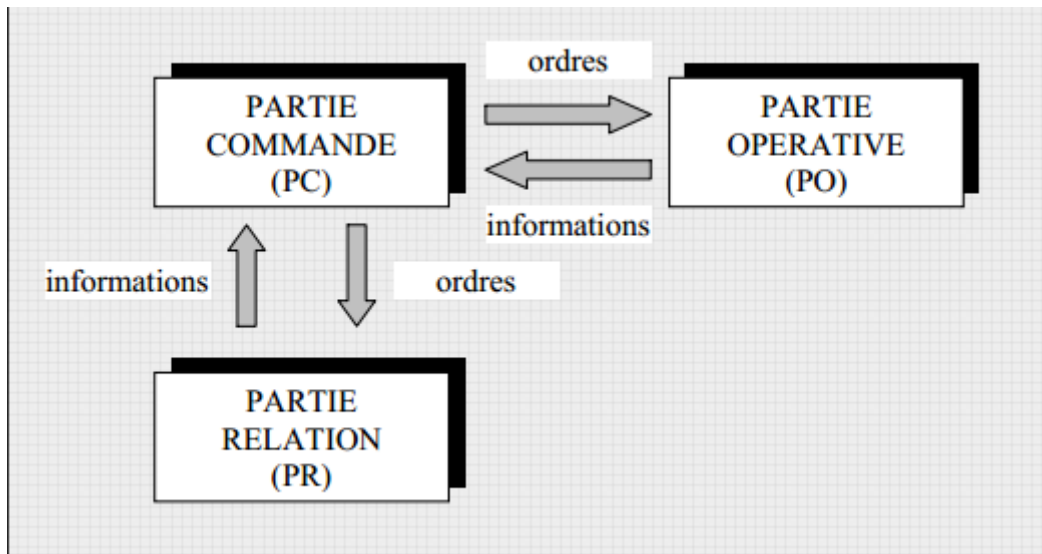 ordres
PARTIE
COMMANDE
(PC)
PARTIE
OPERATIVE
(PO)
informations
informations
ordres
PARTIE
RELATION
(PR)